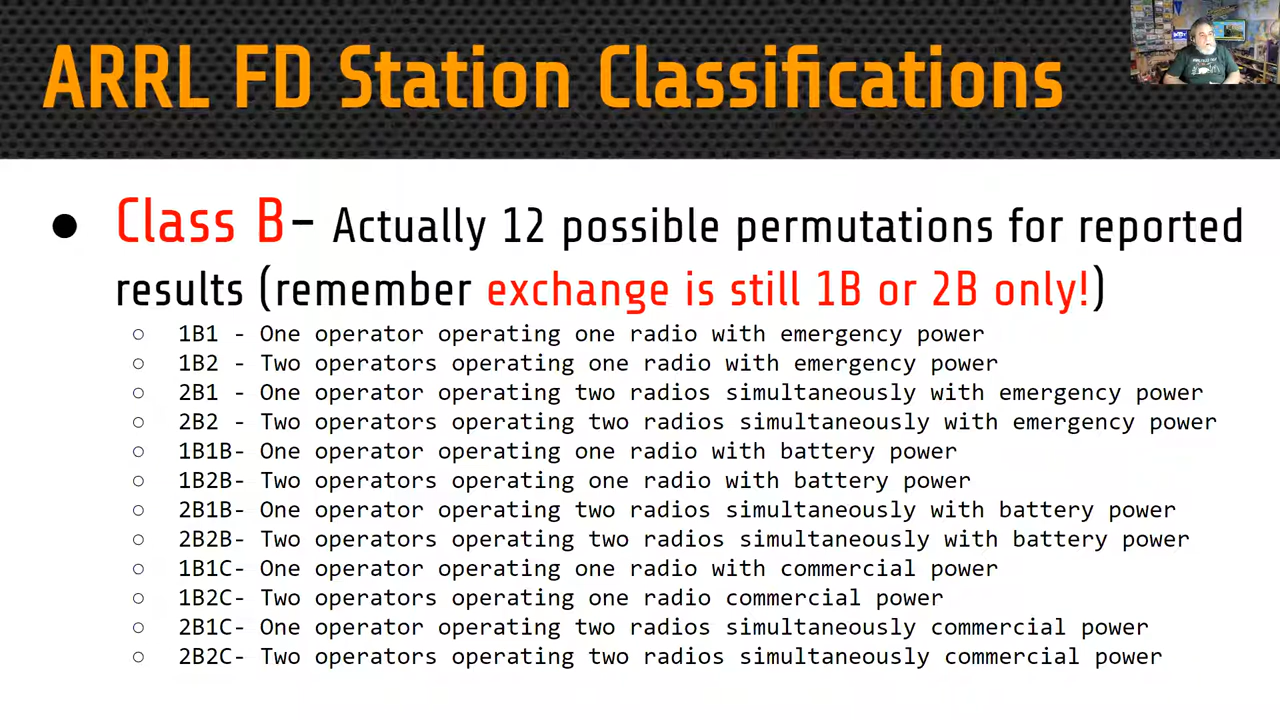 ARRL FD Station Classifications
● Class B– Actually 12 possible permutations for reported
results (remember exchange is still 1B or 2B only!)
○ 1B1 - One operator operating one radio with emergency power
○ 1B2 - Two operators operating one radio with emergency power
○ 2B1 - One operator operating two radios simultaneously with emergency power
○ 2B2 - Two operators operating two radios simultaneously with emergency power
○ 1B1B- One operator operating one radio with battery power
○ 1B2B- Two operators operating one radio with battery power
○ 2B1B- One operator operating two radios simultaneously with battery power
○ 2B2B- Two operators operating two radios simultaneously with battery power
○ 1B1C- One operator operating one radio with commercial power
○ 1B2C- Two operators operating one radio commercial power
○ 2B1C- One operator operating two radios simultaneously commercial power
○ 2B2C- Two operators operating two radios simultaneously commercial power